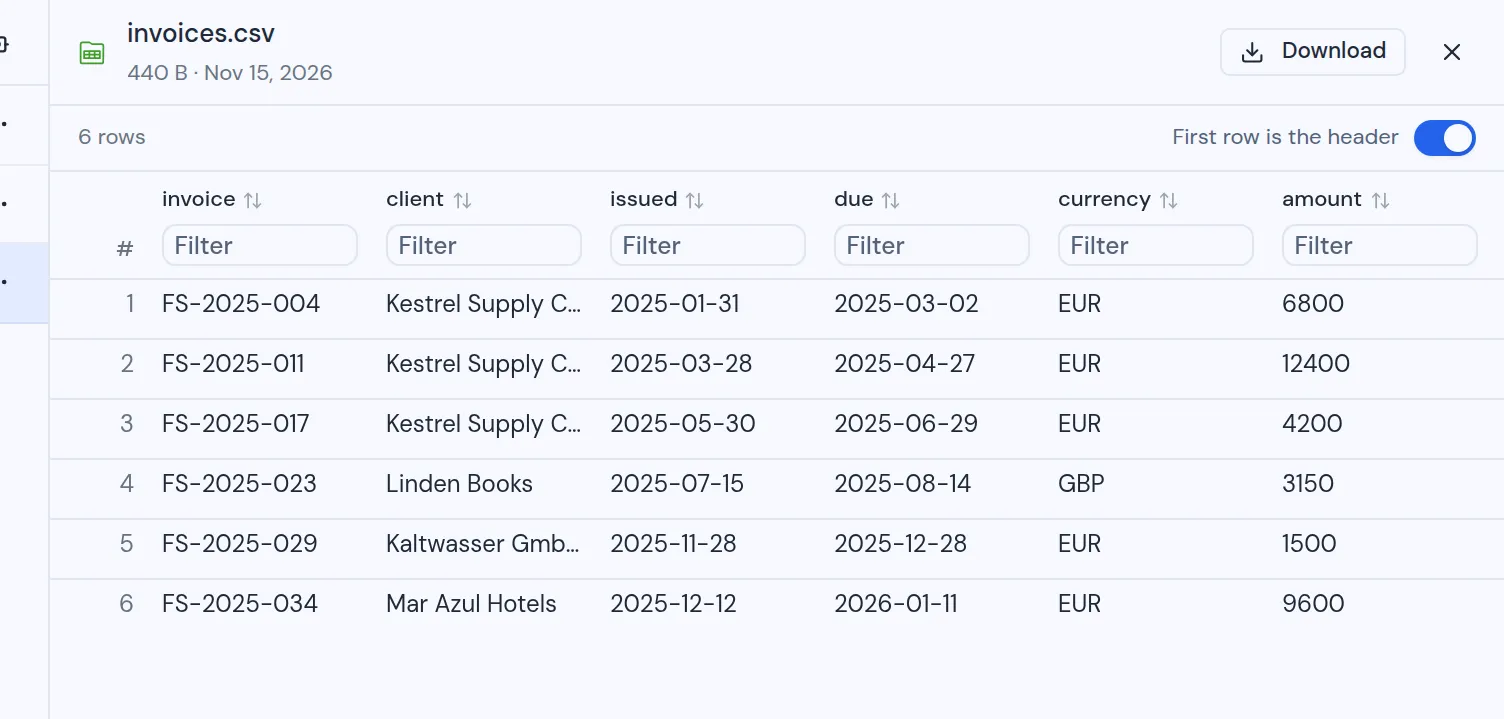 invoices.csv
440 B · Nov 15, 2026
Download
6 rows
First row is the header
invoice client issued due currency amount
# Filter Filter Filter Filter Filter Filter
1 FS-2025-004 Kestrel Supply C... 2025-01-31 2025-03-02 EUR 6800
2 FS-2025-011 Kestrel Supply C... 2025-03-28 2025-04-27 EUR 12400
3 FS-2025-017 Kestrel Supply C... 2025-05-30 2025-06-29 EUR 4200
4 FS-2025-023 Linden Books 2025-07-15 2025-08-14 GBP 3150
5 FS-2025-029 Kaltwasser Gmb... 2025-11-28 2025-12-28 EUR 1500
6 FS-2025-034 Mar Azul Hotels 2025-12-12 2026-01-11 EUR 9600